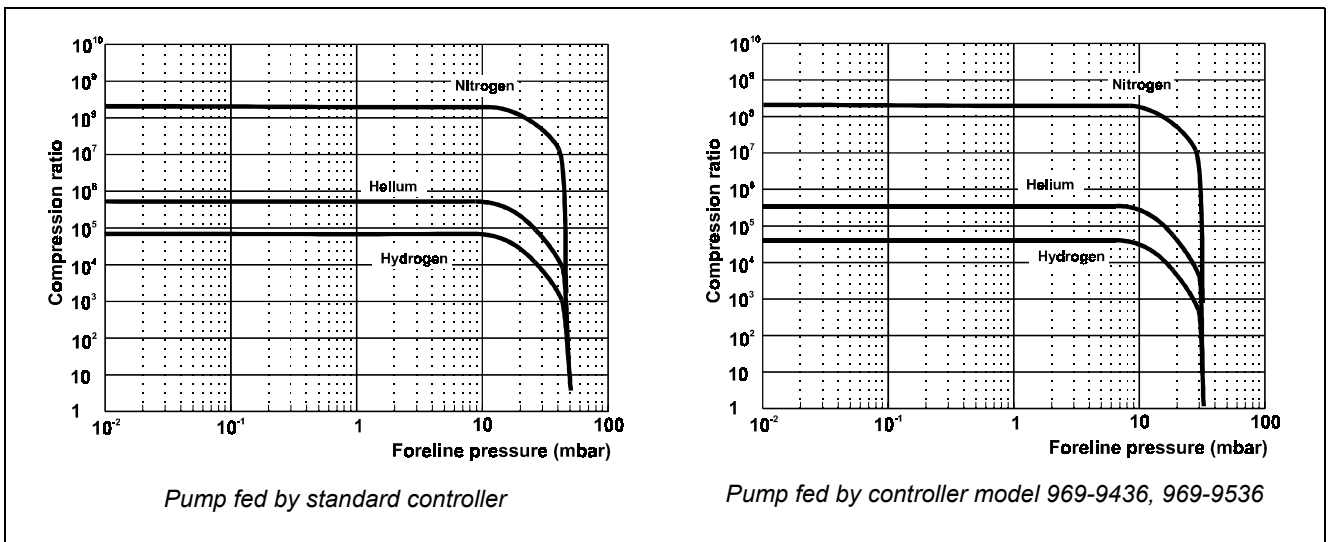 10¹⁰
10⁹
10⁹
10⁷
10⁶
10⁵
10⁴
10³
10²
10
1
Compression ratio
Nitrogen
Helium
Hydrogen
10⁻² 10⁻¹ 1 10 100
Foreline pressure (mbar)
Pump fed by standard controller
10¹⁰
10⁹
10⁸
10⁷
10⁶
10⁵
10⁴
10³
10²
10
1
Compression ratio
Nitrogen
Helium
Hydrogen
10⁻² 10⁻¹ 1 10 100
Foreline pressure (mbar)
Pump fed by controller model 969-9436, 969-9536